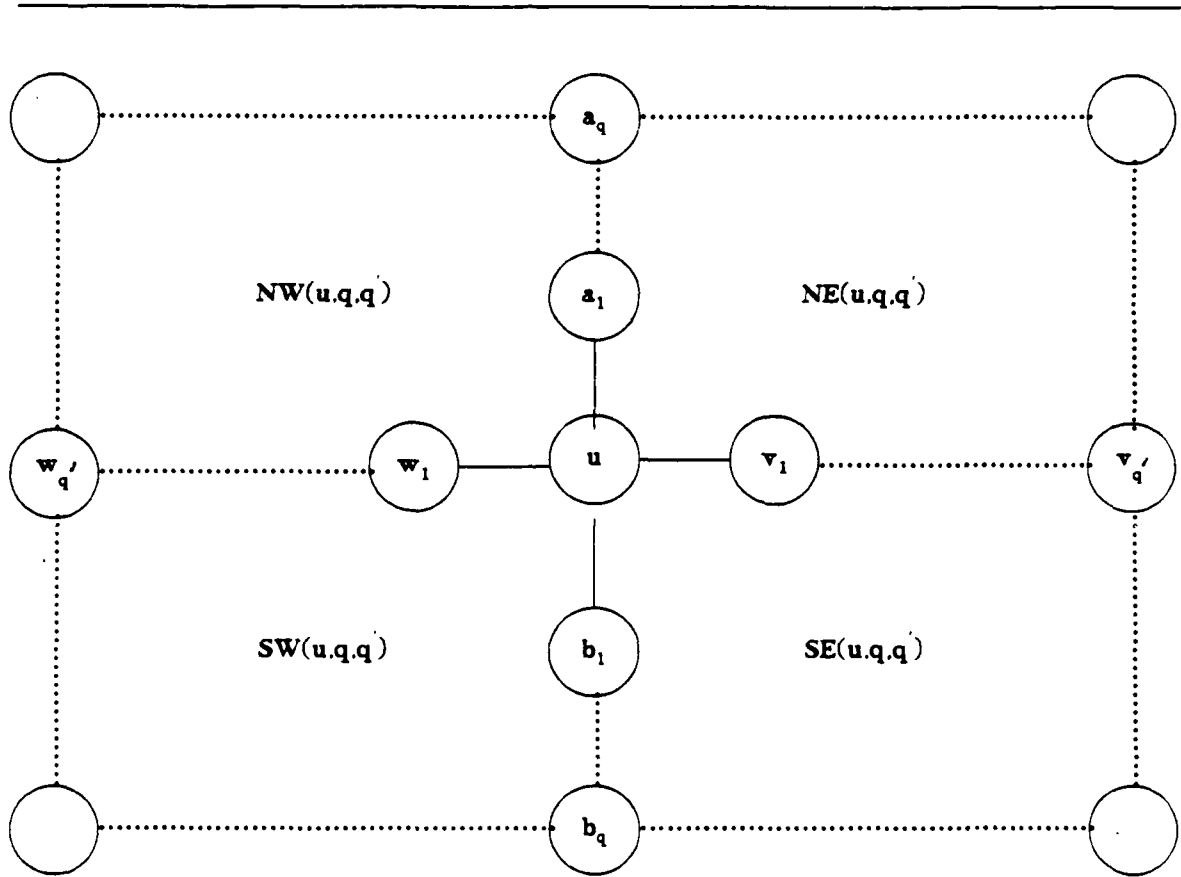 a_q
NW(u,q,q') a_1 NE(u,q,q')
w_q' w_1 u v_1 v_q'
SW(u,q,q') b_1 SE(u,q,q')
b_q